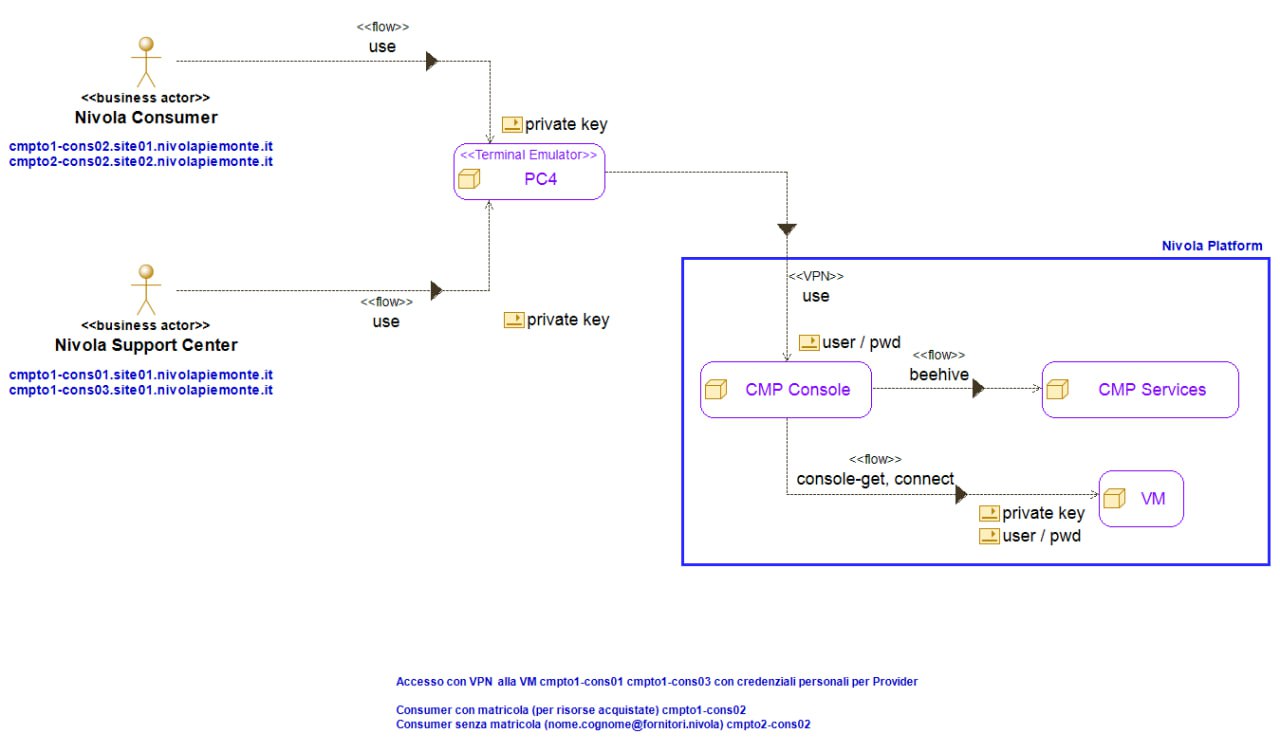 <<flow>>
use
<<business actor>>
Nivola Consumer
cmpto1-cons02.site01.nivolapiemonte.it
cmpto2-cons02.site02.nivolapiemonte.it
private key
<<Terminal Emulator>>
PC4
Nivola Platform
<<VPN>>
use
<<flow>>
use
private key
<<business actor>>
Nivola Support Center
cmpto1-cons01.site01.nivolapiemonte.it
cmpto1-cons03.site01.nivolapiemonte.it
user / pwd
<<flow>>
beehive
CMP Console
CMP Services
<<flow>>
console-get, connect
VM
private key
user / pwd
Accesso con VPN alla VM cmpto1-cons01 cmpto1-cons03 con credenziali personali per Provider
Consumer con matricola (per risorse acquistate) cmpto1-cons02
Consumer senza matricola (nome.cognome@fornitori.nivola) cmpto2-cons02